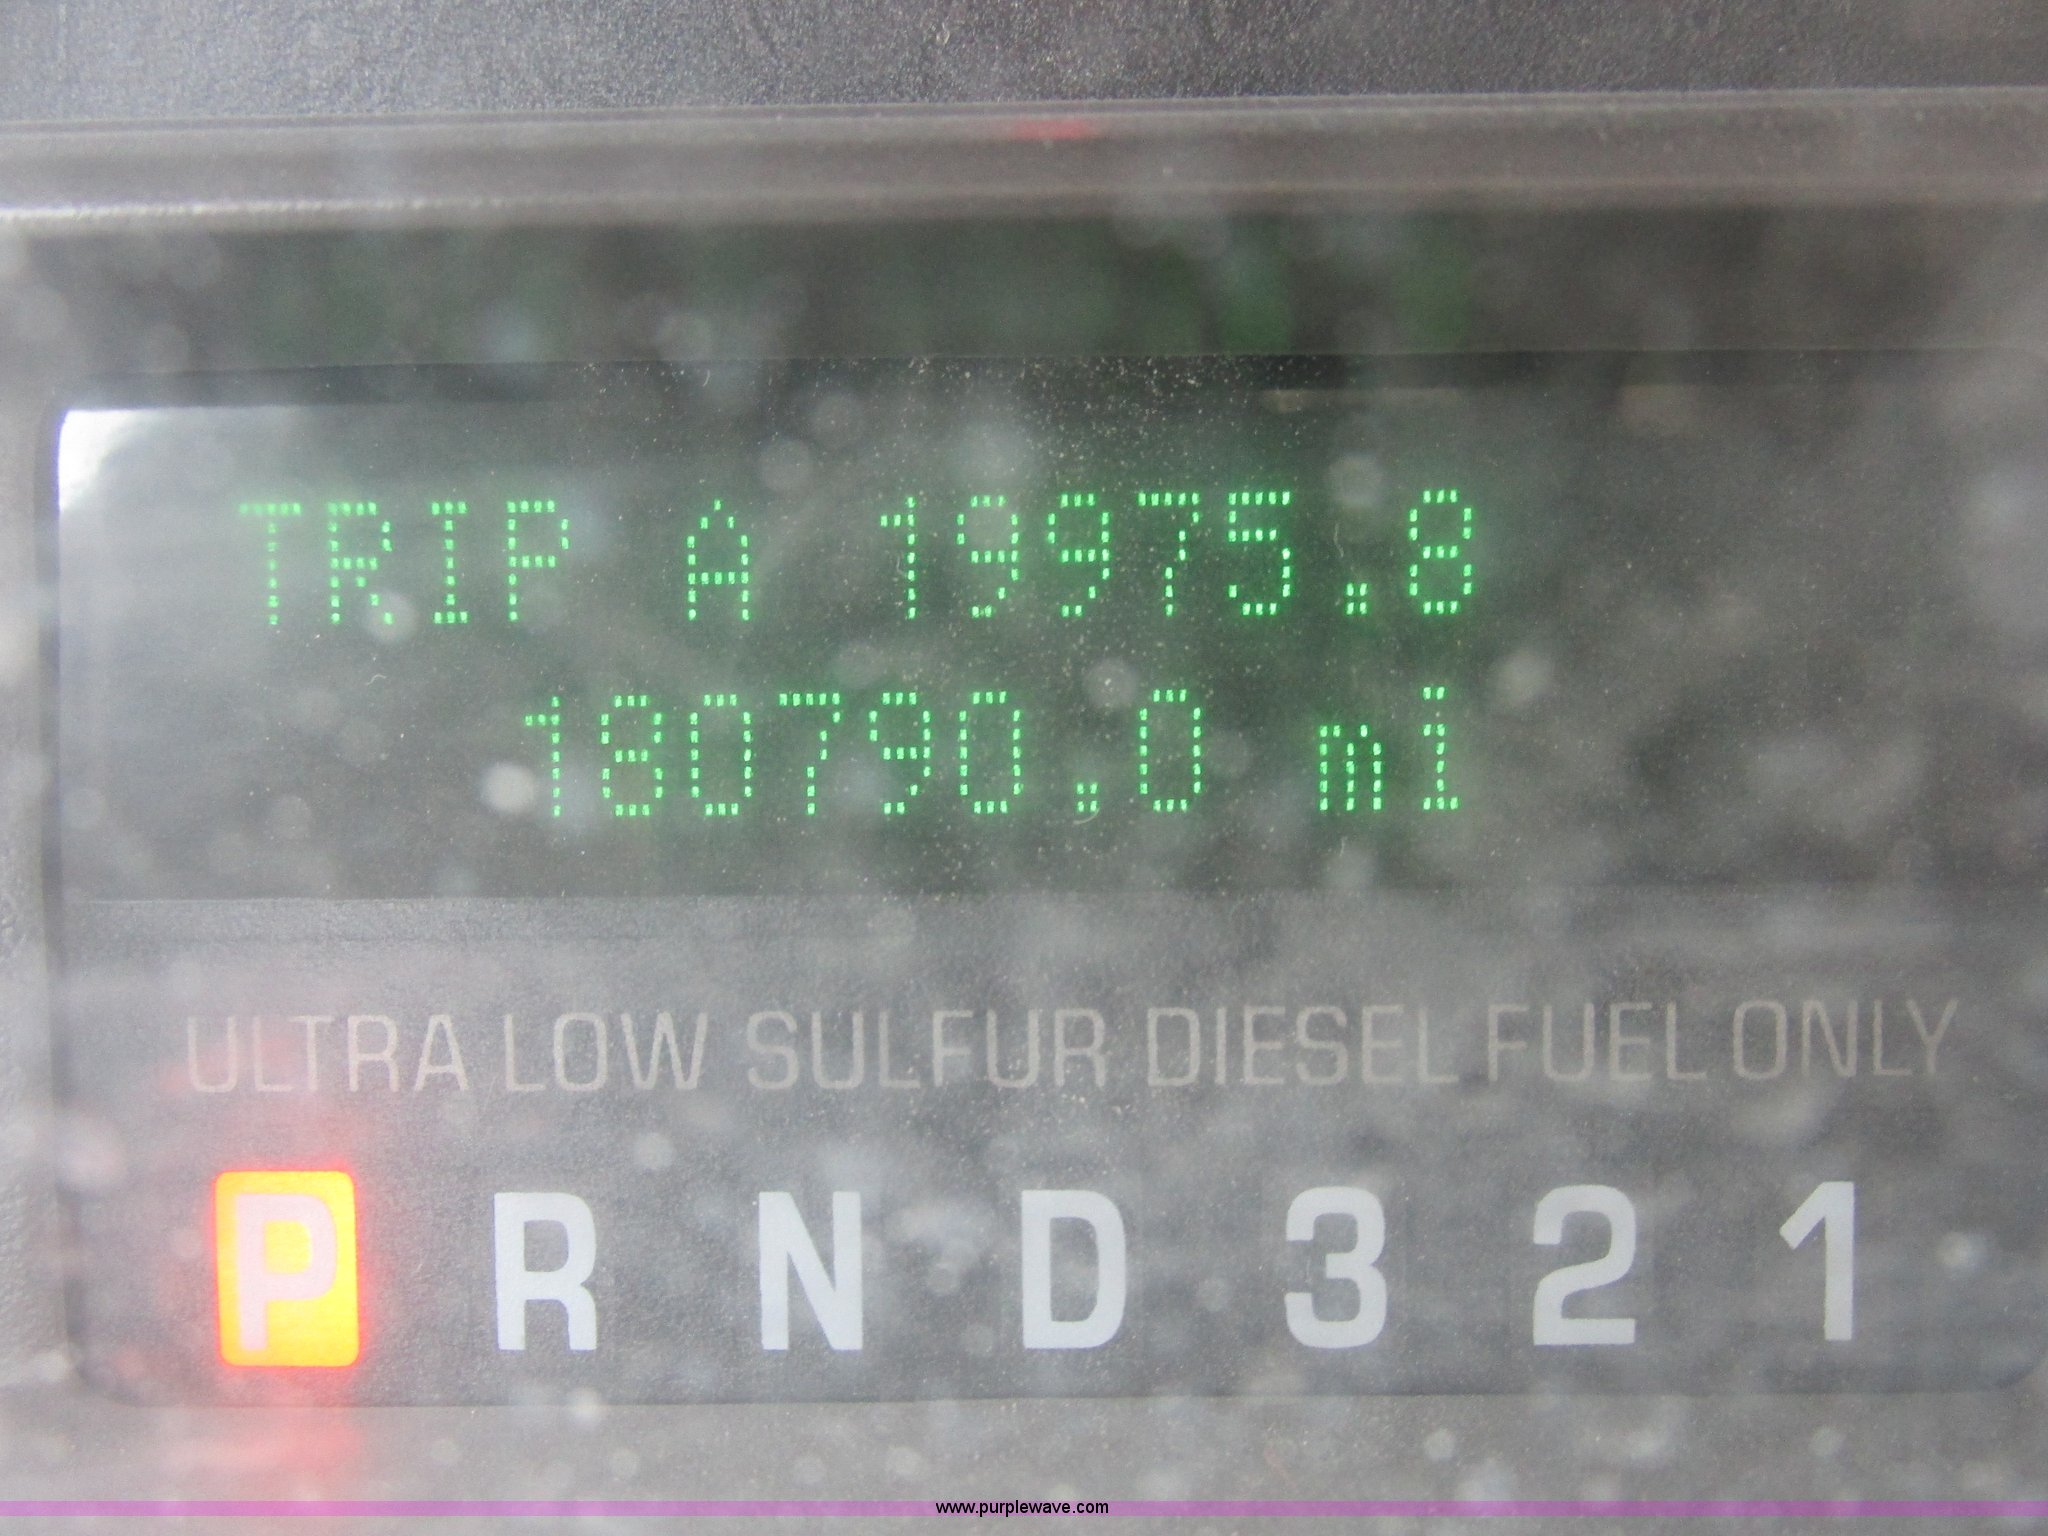 TRIP A 19975.8
180790.0 mi
ULTRA LOW SULFUR DIESEL FUEL ONLY
P R N D 3 2 1
www.purplewave.com